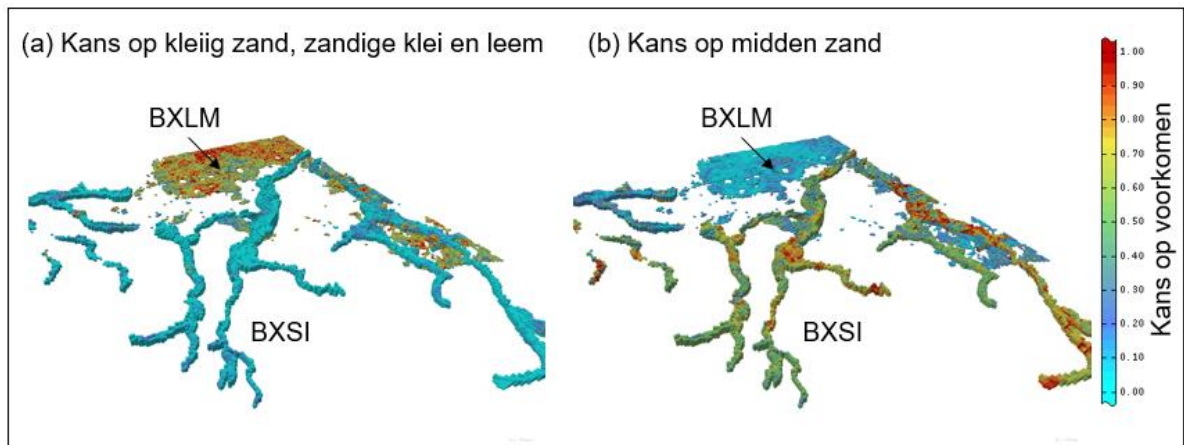 (a) Kans op kleiig zand, zandige klei en leem
BXLM
BXSI
(b) Kans op midden zand
BXLM
BXSI
1.00
0.90
0.80
0.70
0.60
0.50
0.40
0.30
0.20
0.10
0.00
Kans op voorkomen